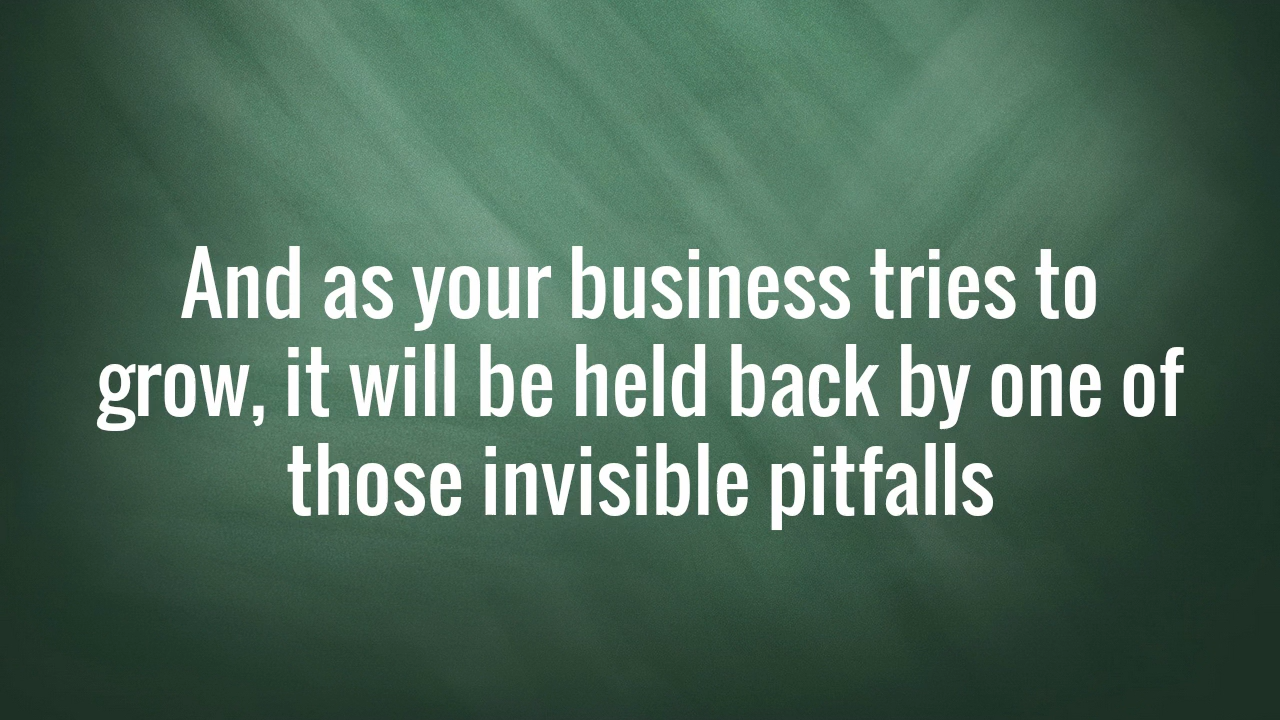 And as your business tries to
grow, it will be held back by one of
those invisible pitfalls